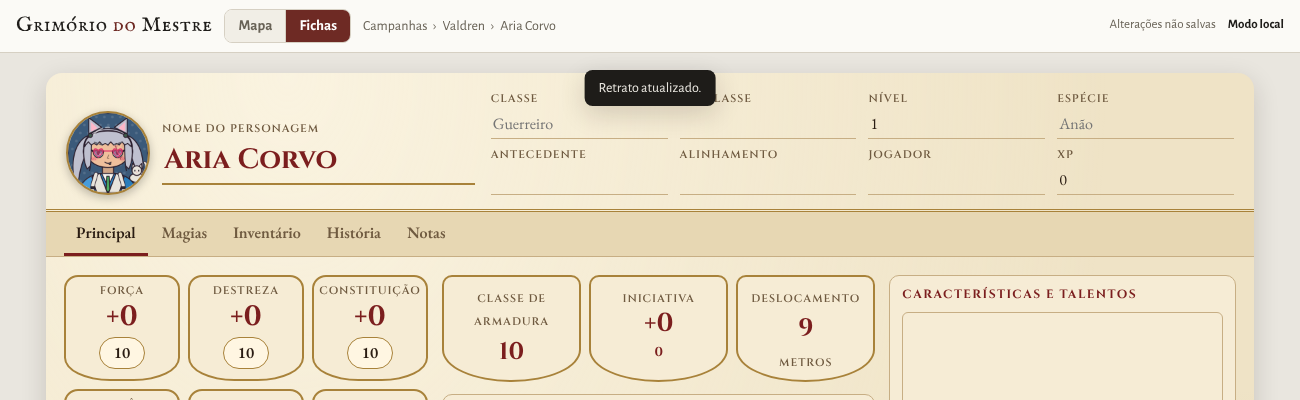 Grimório do Mestre
Mapa
Fichas
Campanhas › Valdren › Aria Corvo
Alterações não salvas
Modo local
Retrato atualizado.
NOME DO PERSONAGEM
Aria Corvo
CLASSE
Guerreiro
LASSE
NÍVEL
1
ESPÉCIE
Anão
ANTECEDENTE
ALINHAMENTO
JOGADOR
XP
0
Principal
Magias
Inventário
História
Notas
FORÇA
+0
10
DESTREZA
+0
10
CONSTITUIÇÃO
+0
10
CLASSE DE
ARMADURA
10
INICIATIVA
+0
0
DESLOCAMENTO
9
METROS
CARACTERÍSTICAS E TALENTOS